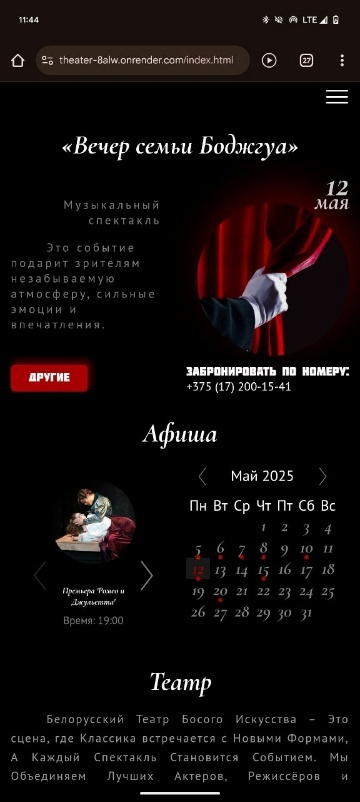 11:44
LTE
theater-8alw.onrender.com/index.html
27
«Вечер семьи Боджгуа»
12
мая
Музыкальный
спектакль
Это событие
подарит зрителям
незабываемую
атмосферу, сильные
эмоции и
впечатления.
ДРУГИЕ
ЗАБРОНИРОВАТЬ ПО НОМЕРУ:
+375 (17) 200-15-41
Афиша
Май 2025
Пн Вт Ср Чт Пт Сб Вс
1 2 3 4
5 6 7 8 9 10 11
12 13 14 15 16 17 18
19 20 21 22 23 24 25
26 27 28 29 30 31
Премьера "Ромео и
Джульетта"
Время: 19:00
Театр
Белорусский Театр Босого Искусства – Это
сцена, где Классика встречается с Новыми Формами,
А Каждый Спектакль Становится Событием. Мы
Объединяем Лучших Актеров, Режиссёров и